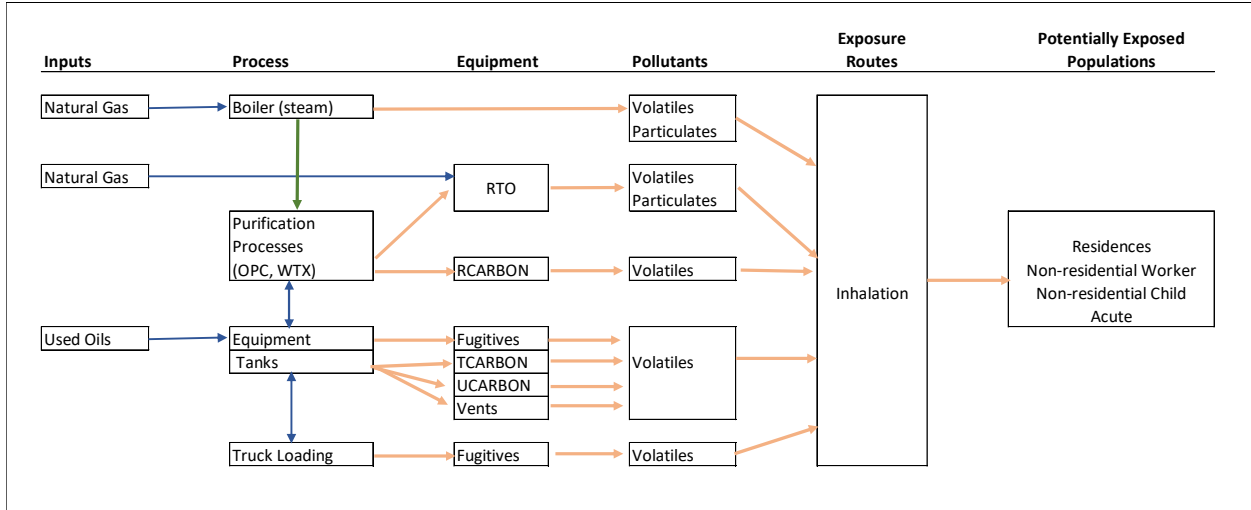 Inputs
Process
Equipment
Pollutants
Exposure
Routes
Potentially Exposed
Populations
Natural Gas
Boiler (steam)
Volatiles
Particulates
Natural Gas
RTO
Volatiles
Particulates
Purification
Processes
(OPC, WTX)
RCARBON
Volatiles
Inhalation
Residences
Non-residential Worker
Non-residential Child
Acute
Used Oils
Equipment
Tanks
Fugitives
TCARBON
UCARBON
Vents
Volatiles
Truck Loading
Fugitives
Volatiles